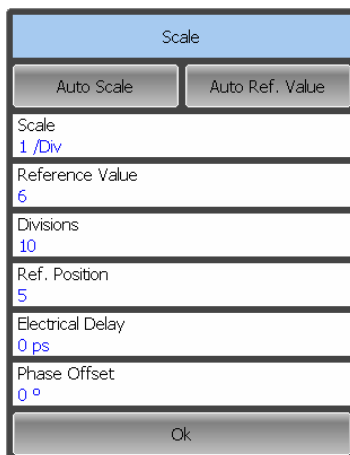 Scale
Auto Scale Auto Ref. Value
Scale
1 /Div
Reference Value
6
Divisions
10
Ref. Position
5
Electrical Delay
0 ps
Phase Offset
0 º
Ok